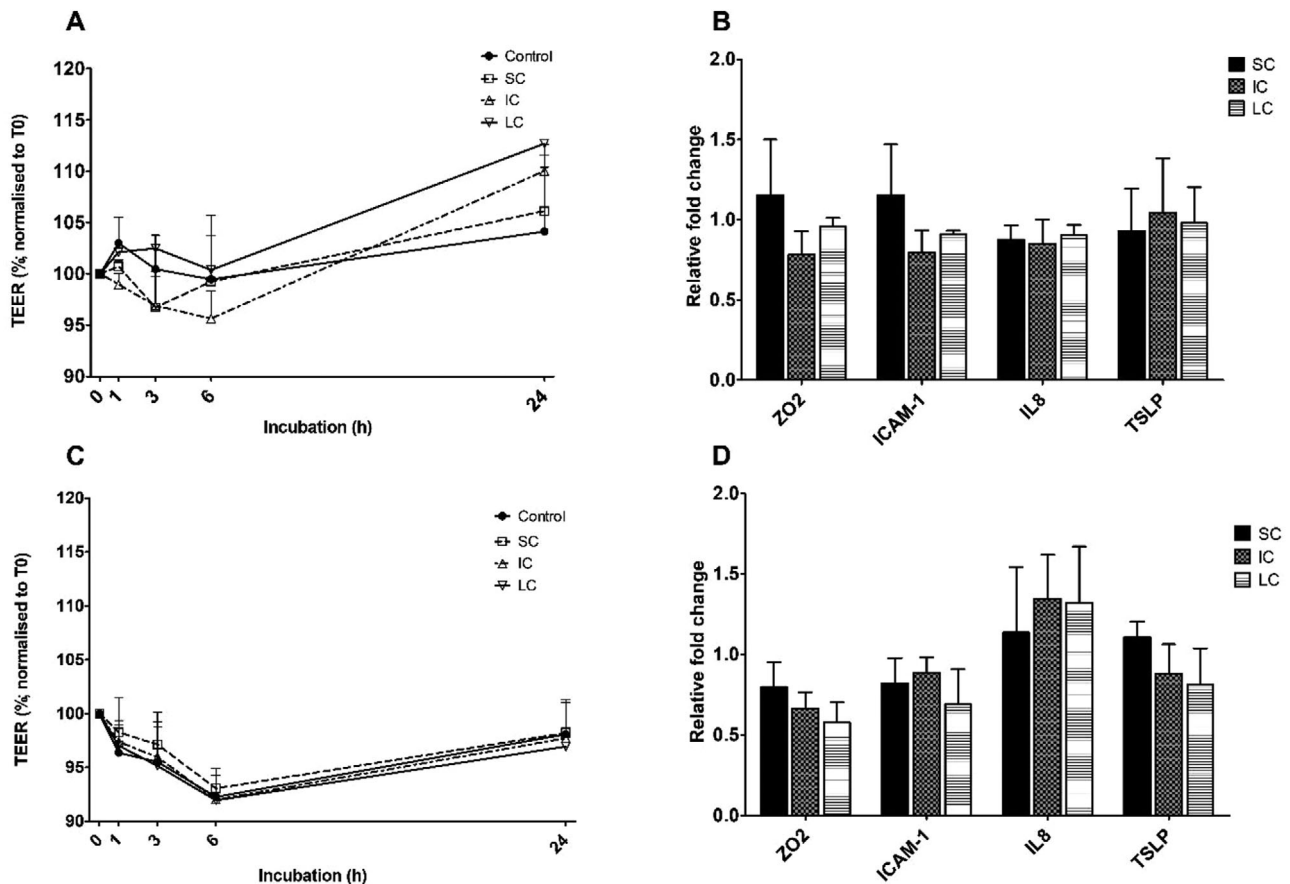 A
TEER (%; normalised to T0)
120
115
110
105
100
95
90
Control
SC
IC
LC
0 1 3 6 24
Incubation (h)
B
Relative fold change
2.0
1.5
1.0
0.5
0.0
SC
IC
LC
ZO2 ICAM-1 IL8 TSLP
C
TEER (%; normalised to T0)
120
115
110
105
100
95
90
Control
SC
IC
LC
0 1 3 6 24
Incubation (h)
D
Relative fold change
2.0
1.5
1.0
0.5
0.0
SC
IC
LC
ZO2 ICAM-1 IL8 TSLP